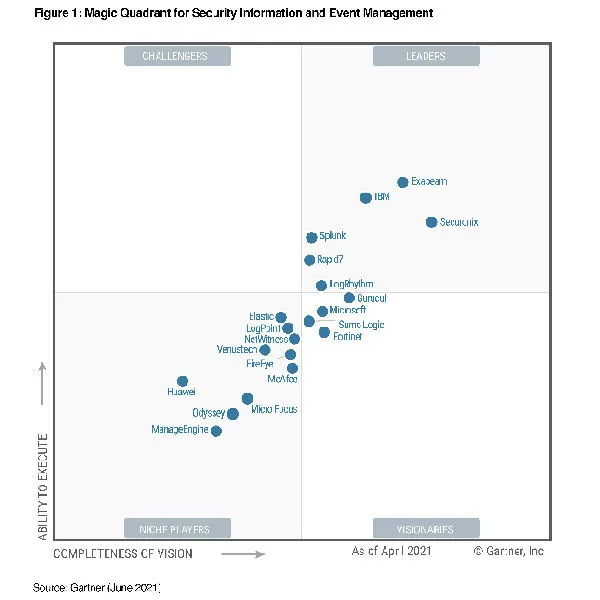 Figure 1: Magic Quadrant for Security Information and Event Management
CHALLENGERS
LEADERS
Exabeam
IBM
Securonix
Splunk
Rapid7
LogRhythm
Gurucul
Microsoft
Sumo Logic
Fortinet
Elastic
LogPoint
NetWitness
Venustech
FireEye
McAfee
Huawei
Micro Focus
Odyssey
ManageEngine
NICHE PLAYERS
VISIONARIES
ABILITY TO EXECUTE
COMPLETENESS OF VISION
As of April 2021
© Gartner, Inc
Source: Gartner (June 2021)